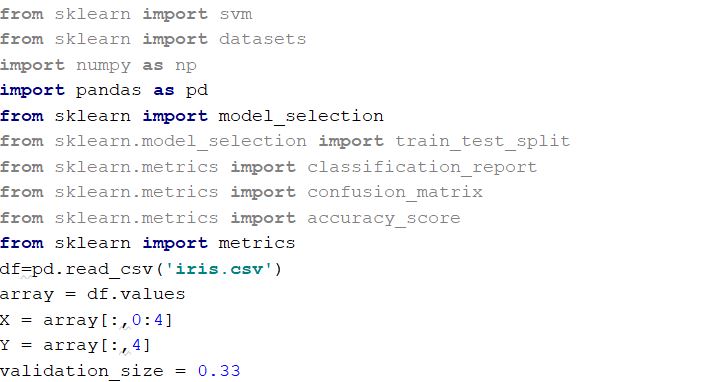 from sklearn import svm
from sklearn import datasets
import numpy as np
import pandas as pd
from sklearn import model_selection
from sklearn.model_selection import train_test_split
from sklearn.metrics import classification_report
from sklearn.metrics import confusion_matrix
from sklearn.metrics import accuracy_score
from sklearn import metrics
df=pd.read_csv('iris.csv')
array = df.values
X = array[:,0:4]
Y = array[:,4]
validation_size = 0.33